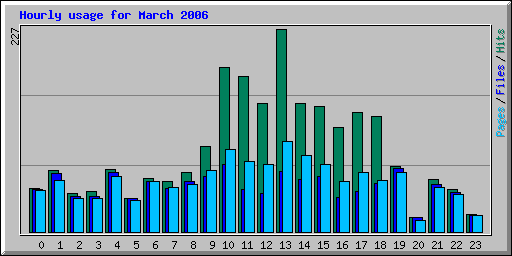 Hourly usage for March 2006
227
Pages / Files / Hits
0 1 2 3 4 5 6 7 8 9 10 11 12 13 14 15 16 17 18 19 20 21 22 23